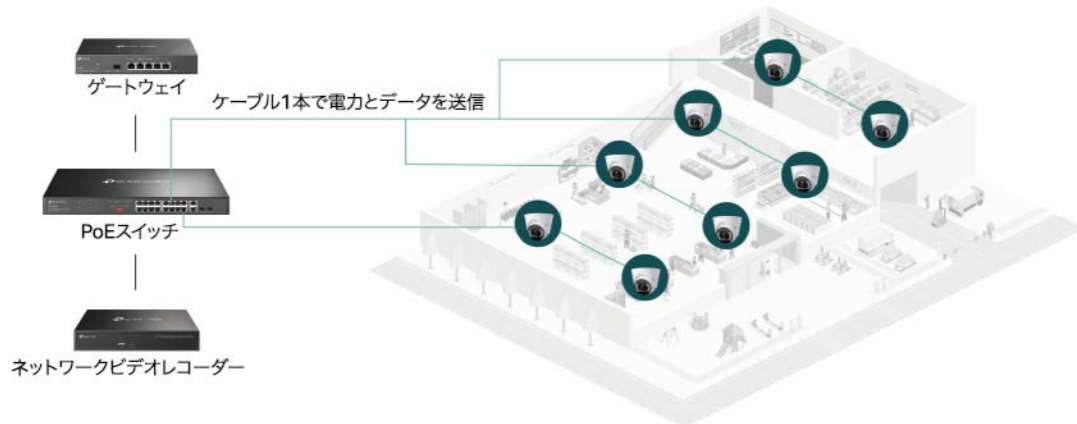 ゲートウェイ
ケーブル1本で電力とデータを送信
PoEスイッチ
ネットワークビデオレコーダー